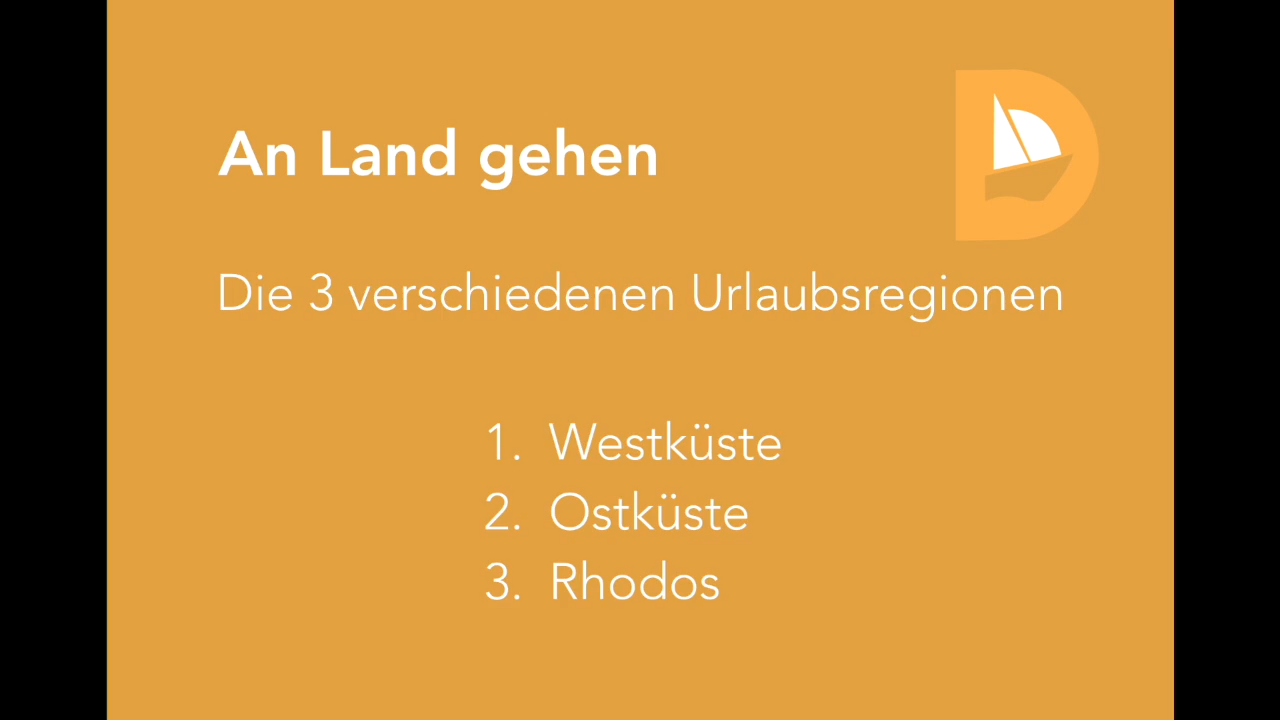 An Land gehen
Die 3 verschiedenen Urlaubsregionen
1. Westküste
2. Ostküste
3. Rhodos